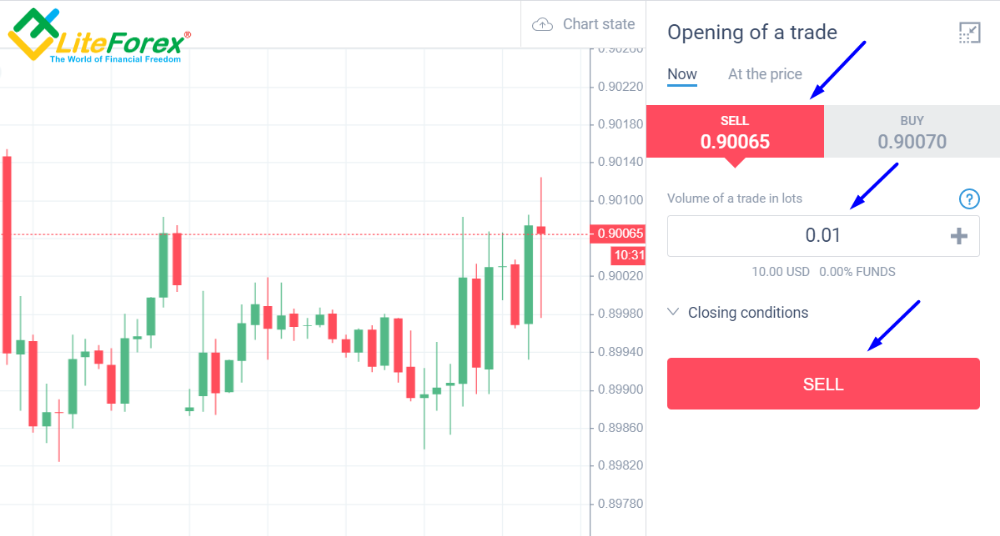 LiteForex®
The World of Financial Freedom
Chart state
0.90260
0.90220
0.90180
0.90140
0.90100
0.90065
10:31
0.90020
0.89980
0.89940
0.89900
0.89860
0.89820
0.89780
Opening of a trade
Now At the price
SELL
0.90065
BUY
0.90070
Volume of a trade in lots ?
0.01
10.00 USD 0.00% FUNDS
Closing conditions
SELL